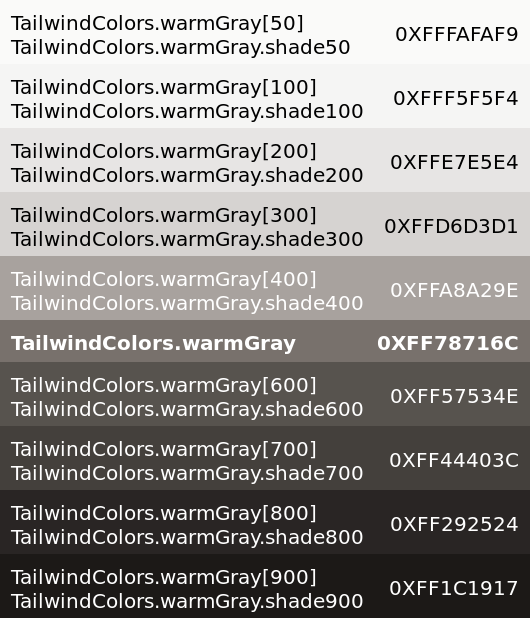 TailwindColors.warmGray[50]
TailwindColors.warmGray.shade50
0XFFFAFAF9
TailwindColors.warmGray[100]
TailwindColors.warmGray.shade100
0XFFF5F5F4
TailwindColors.warmGray[200]
TailwindColors.warmGray.shade200
0XFFE7E5E4
TailwindColors.warmGray[300]
TailwindColors.warmGray.shade300
0XFFD6D3D1
TailwindColors.warmGray[400]
TailwindColors.warmGray.shade400
0XFFA8A29E
TailwindColors.warmGray
0XFF78716C
TailwindColors.warmGray[600]
TailwindColors.warmGray.shade600
0XFF57534E
TailwindColors.warmGray[700]
TailwindColors.warmGray.shade700
0XFF44403C
TailwindColors.warmGray[800]
TailwindColors.warmGray.shade800
0XFF292524
TailwindColors.warmGray[900]
TailwindColors.warmGray.shade900
0XFF1C1917